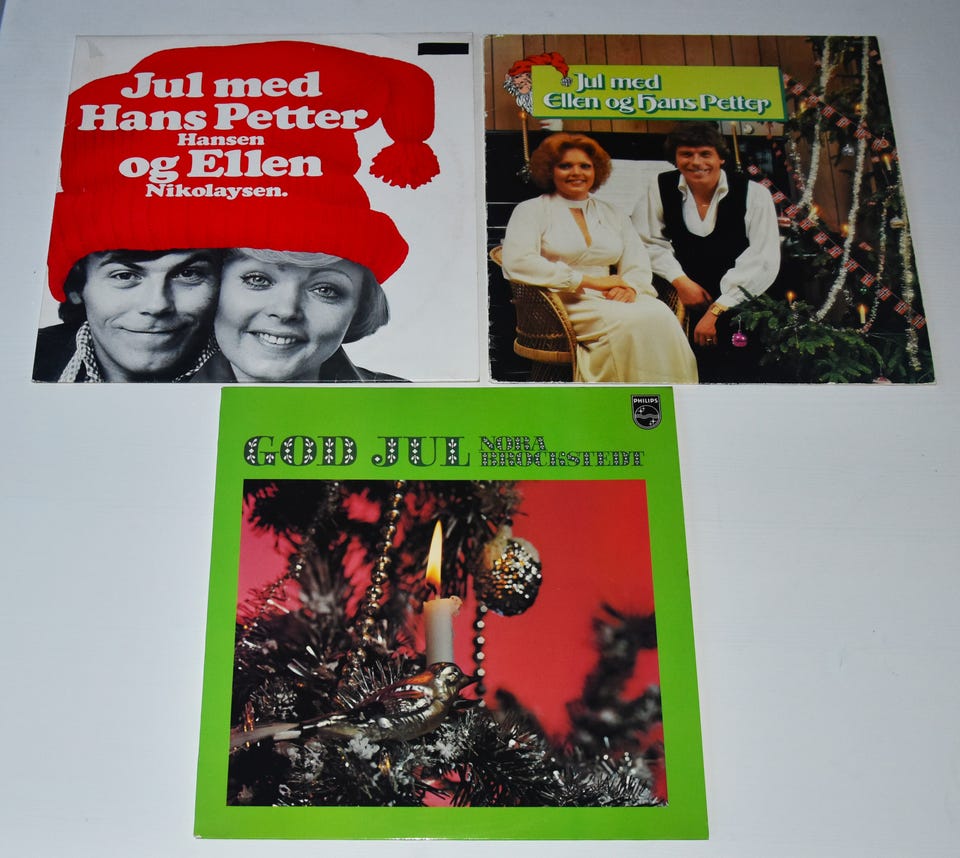 Jul med
Hans Petter
Hansen
og Ellen
Nikolaysen.
Jul med
Ellen og Hans Petter
PHILIPS
GOD JUL
NORA
BROCKSTEDT